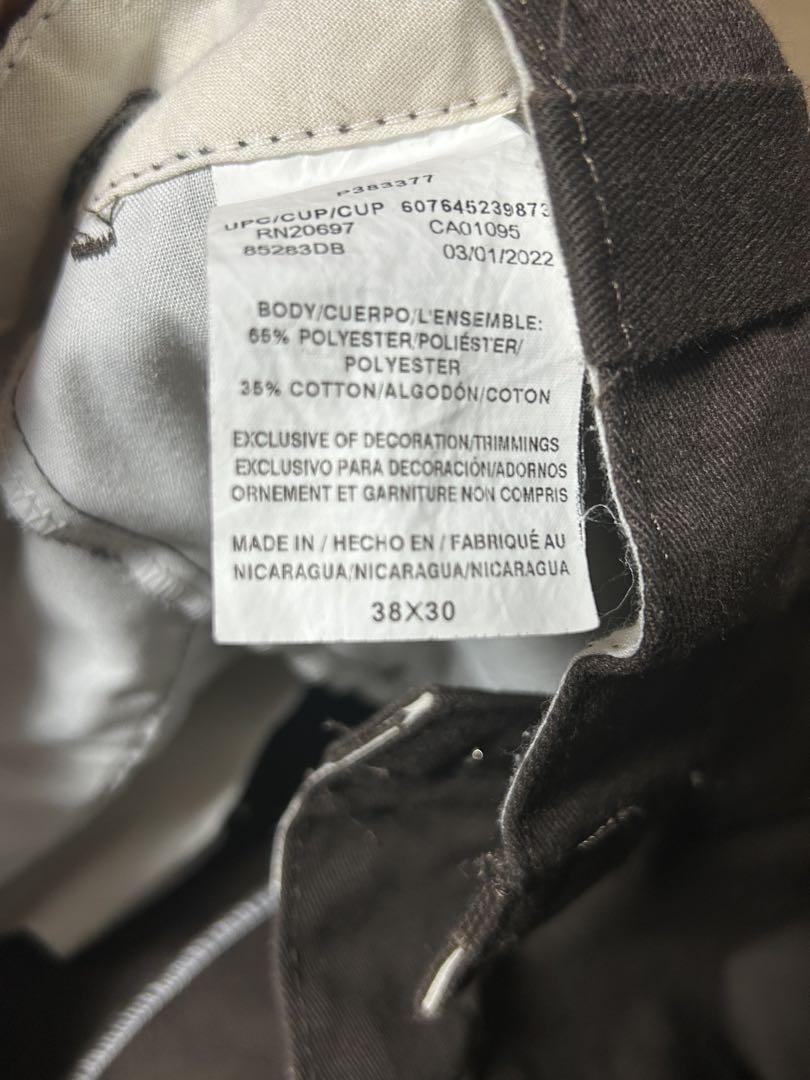 P383377
UPC/CUP/CUP 607645239873
RN20697 CA01095
85283DB 03/01/2022
BODY/CUERPO/L'ENSEMBLE:
65% POLYESTER/POLIÉSTER/
POLYESTER
35% COTTON/ALGODÓN/COTON
EXCLUSIVE OF DECORATION/TRIMMINGS
EXCLUSIVO PARA DECORACIÓN/ADORNOS
ORNEMENT ET GARNITURE NON COMPRIS
MADE IN / HECHO EN / FABRIQUÉ AU
NICARAGUA/NICARAGUA/NICARAGUA
38X30